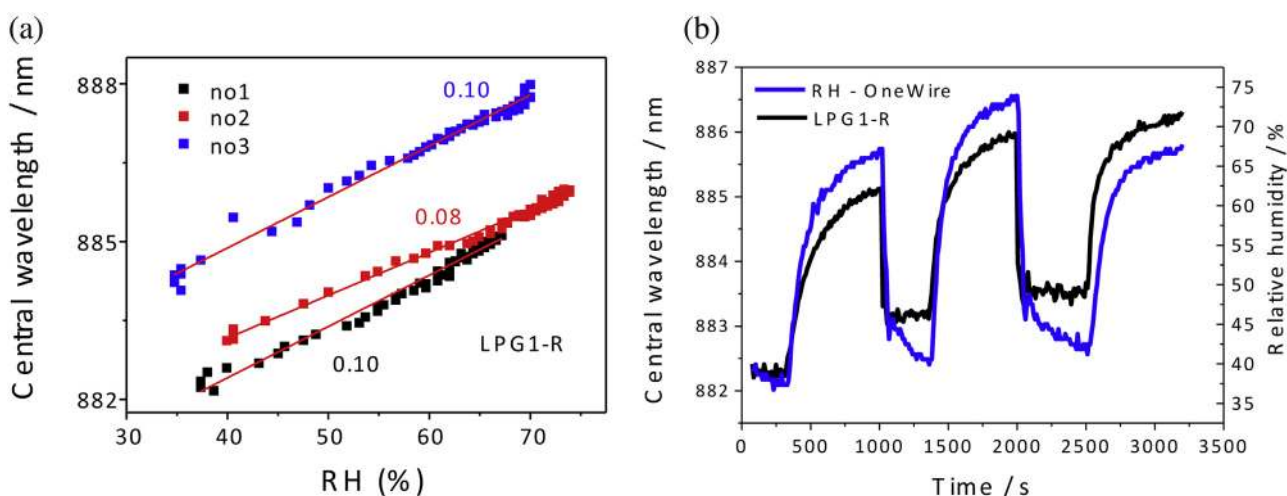 (a)
Central wavelength / nm
888
885
882
no1
no2
no3
0.10
0.08
0.10
LPG1-R
30
40
50
60
70
RH (%)
(b)
Central wavelength / nm
887
886
885
884
883
882
RH - OneWire
LPG1-R
75
70
65
60
55
50
45
40
35
Relative humidity / %
0
500
1000
1500
2000
2500
3000
3500
Time / s